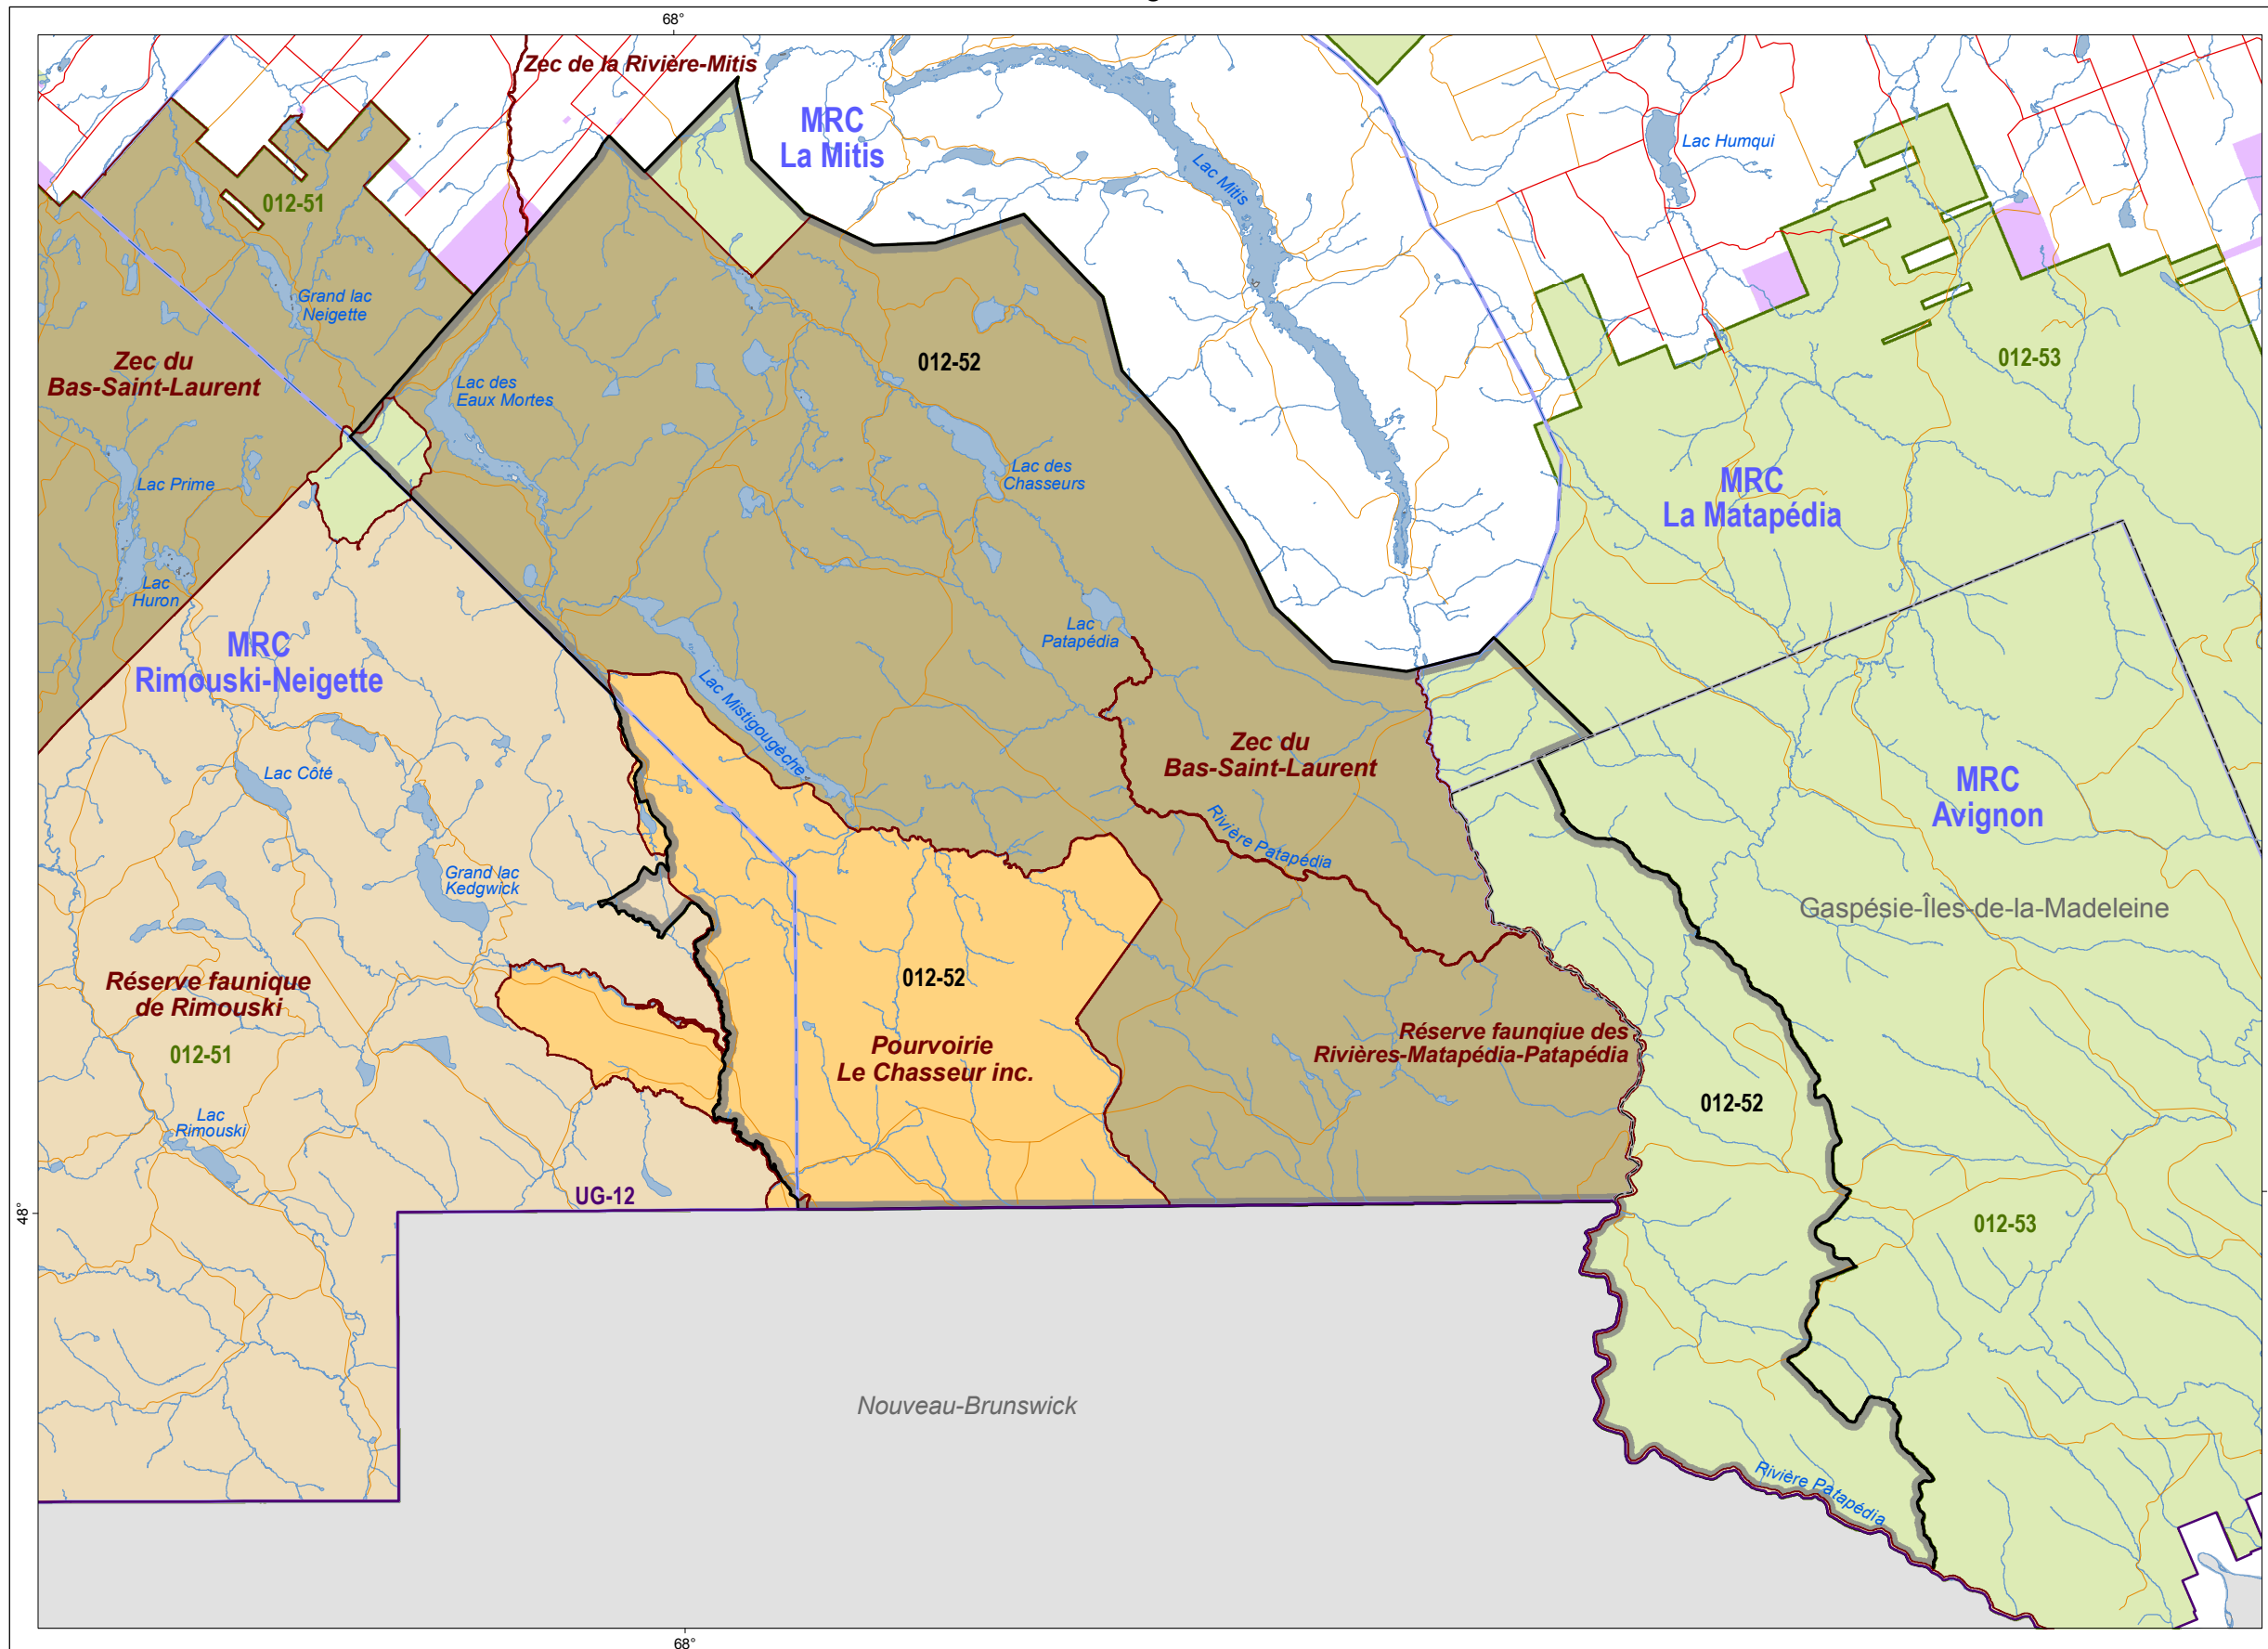 68°
Zec de la Rivière-Mitis
MRC
La Mitis
Lac Humqui
Lac Mitis
012-51
Grand lac
Neigette
Zec du
Bas-Saint-Laurent
012-52
012-53
Lac des
Eaux Mortes
Lac des
Chasseurs
MRC
La Matapédia
Lac Prime
Lac
Huron
Lac
Patapédia
MRC
Rimouski-Neigette
Lac Mistigougèche
Zec du
Bas-Saint-Laurent
Lac Côté
MRC
Avignon
Rivière Patapédia
Grand lac
Kedgwick
Gaspésie-Îles-de-la-Madeleine
Réserve faunique
de Rimouski
012-52
012-51
Pourvoirie
Le Chasseur inc.
Réserve faunqiue des
Rivières-Matapédia-Patapédia
012-52
Lac
Rimouski
UG-12
48°
012-53
Nouveau-Brunswick
Rivière Patapédia
68°